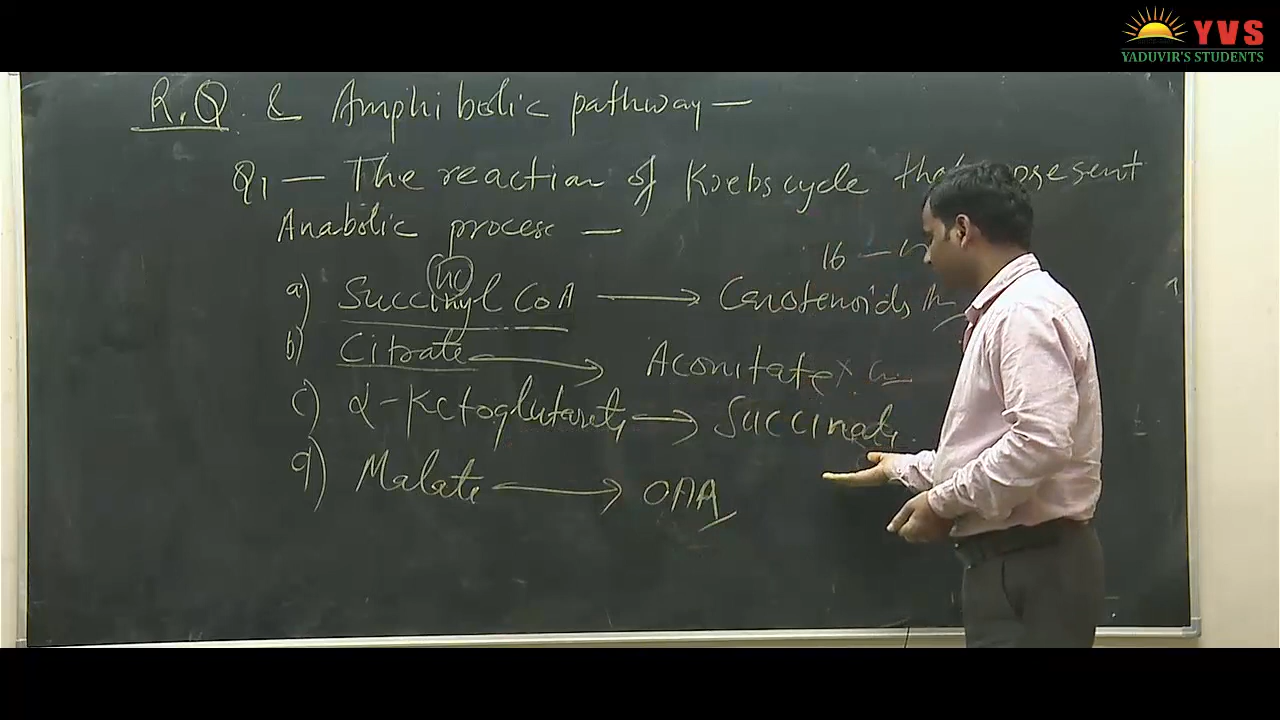 YVS
YADUVIR'S STUDENTS
R.Q & Amphibolic pathway —
Q1 — The reaction of Krebs cycle that
Anabolic process —
16 —
a) Succinyl CoA → Carotenoids
b) Citrate → Aconitate x
c) α-Ketoglutarate → Succinate
d) Malate → OAA